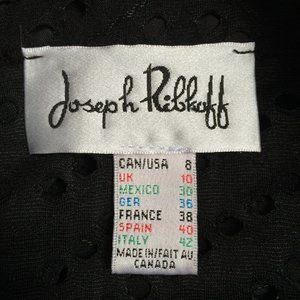 Joseph Ribkoff
CAN/USA 8
UK 10
MEXICO 30
GER 36
FRANCE 38
SPAIN 40
ITALY 42
MADE IN/FAIT AU
CANADA